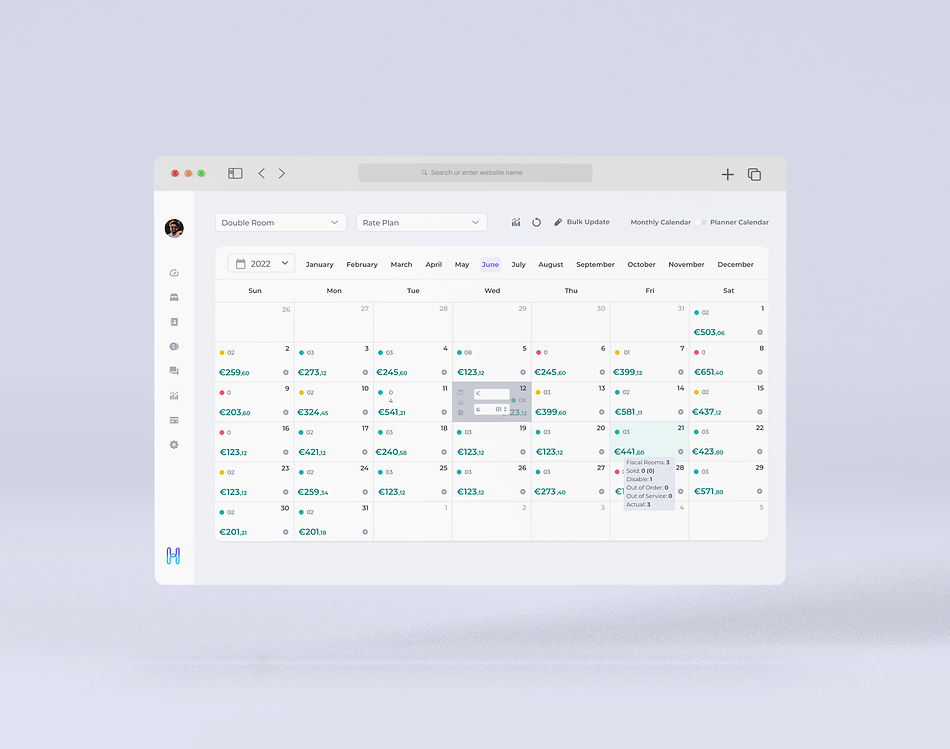 Search or enter website name
Double Room Rate Plan Bulk Update Monthly Calendar Planner Calendar
2022 January February March April May June July August September October November December
Sun Mon Tue Wed Thu Fri Sat
26 27 28 29 30 31 1
02
€503,06
2 3 4 5 6 7 8
02 03 03 08 0 01 0
€259,60 €273,12 €245,60 €123,12 €245,60 €399,12 €651,40
9 10 11 12 13 14 15
0 02 0 € 03 02 02
4 08
€203,60 €324,45 €541,21 €. 01 23,12 €399,60 €581,11 €437,12
16 17 18 19 20 21 22
0 02 03 03 03 03 03
€123,12 €421,12 €240,58 €123,12 €123,12 €441,60 €423,80
Fiscal Rooms: 3
23 24 25 26 27 28 29
02 02 03 03 03 03
Sold: 0 (0)
Disable: 1
Out of Order: 0
€123,12 €259,34 €123,12 €123,12 €273,40 €571,80
Out of Service: 0
Actual: 3
30 31 1 2 3 4 5
02 02
€201,21 €201,18